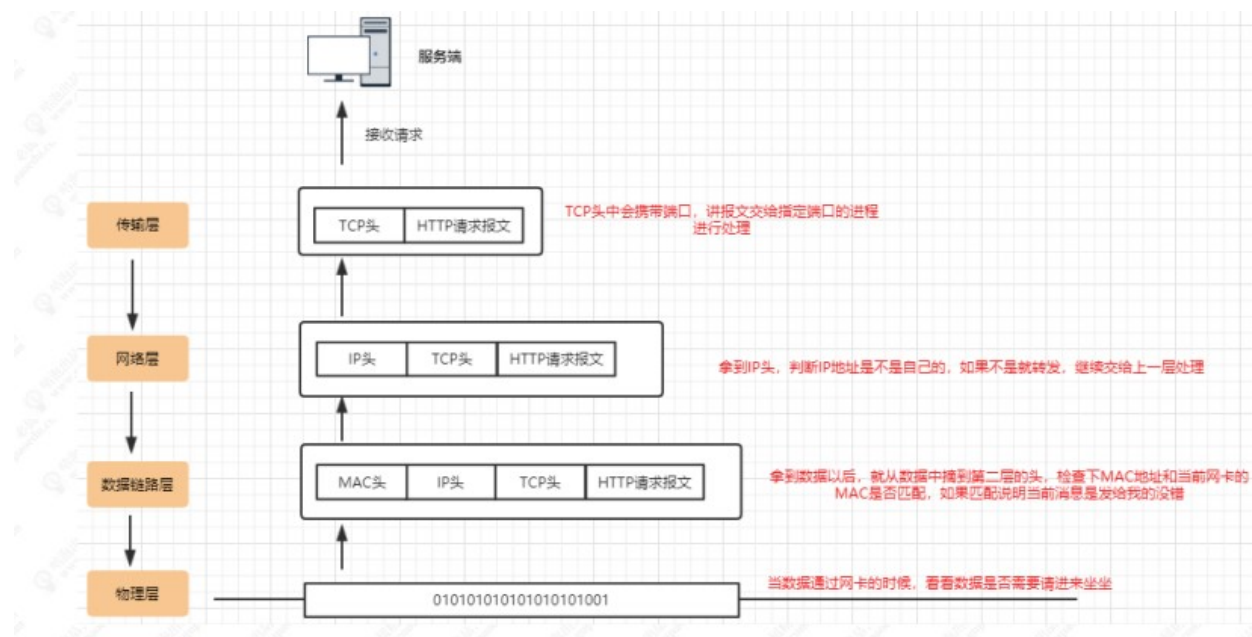 服务端
接收请求
传输层
TCP头
HTTP请求报文
TCP头中会携带端口，讲报文交给指定端口的进程
进行处理
网络层
IP头
TCP头
HTTP请求报文
拿到IP头，判断IP地址是不是自己的，如果不是就转发，继续交给上一层处理
数据链路层
MAC头
IP头
TCP头
HTTP请求报文
拿到数据以后，就从数据中摘到第二层的头，检查下MAC地址和当前网卡的
MAC是否匹配，如果匹配说明当前消息是发给我的没错
物理层
010101010101010101001
当数据通过网卡的时候，看看数据是否需要请进来坐坐